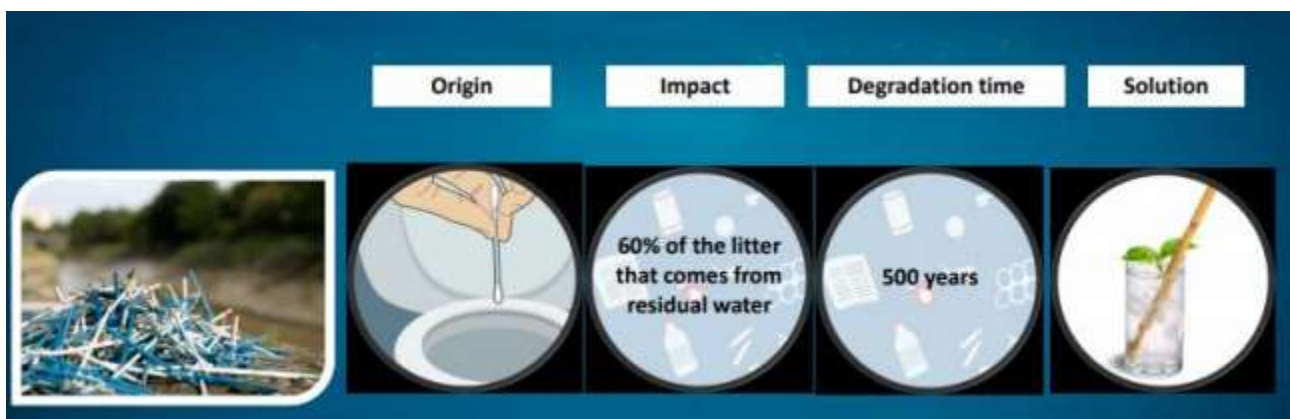 Origin
Impact
Degradation time
Solution
60% of the litter
that comes from
residual water
500 years